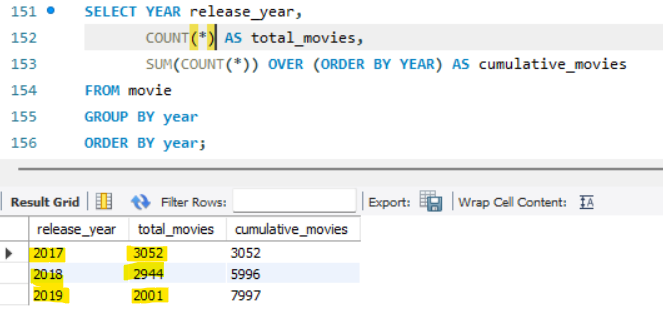 151 SELECT YEAR release_year,
152 COUNT(*) AS total_movies,
153 SUM(COUNT(*)) OVER (ORDER BY YEAR) AS cumulative_movies
154 FROM movie
155 GROUP BY year
156 ORDER BY year;
Result Grid Filter Rows: Export: Wrap Cell Content: IA
release_year total_movies cumulative_movies
2017 3052 3052
2018 2944 5996
2019 2001 7997